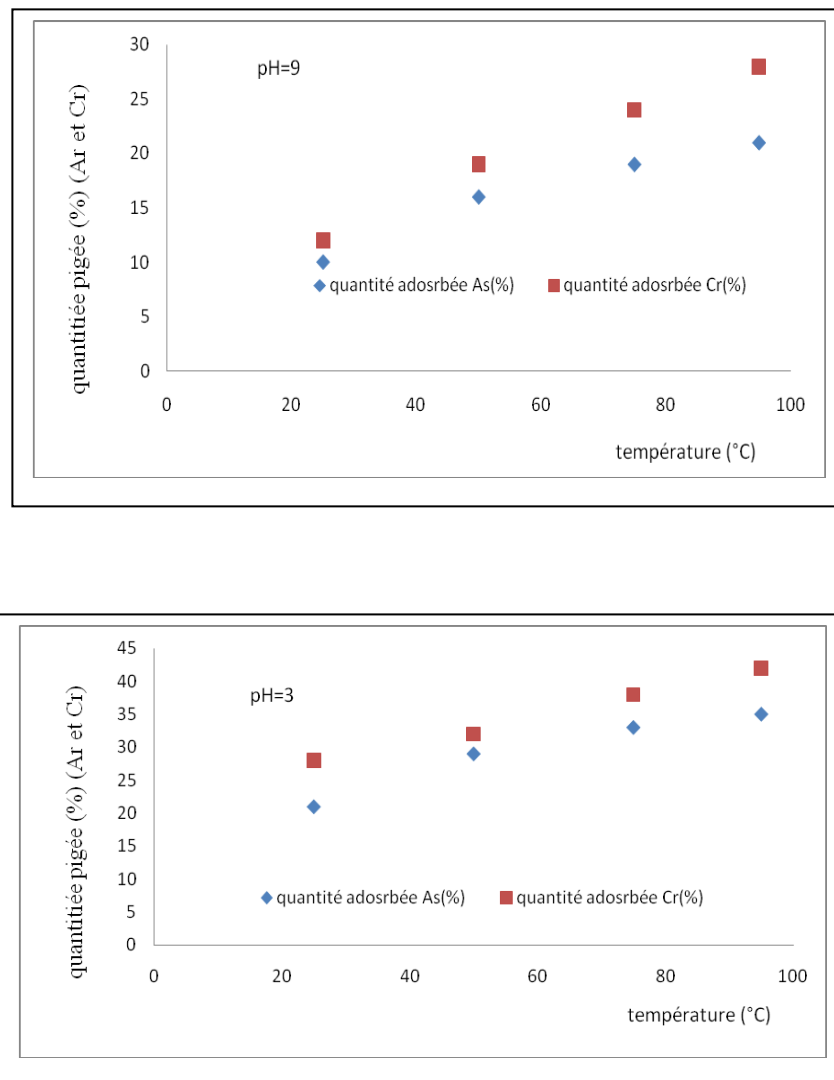 pH=9
quantitiée pigée (%) (Ar et Cr)
30
25
20
15
10
5
0
quantité adosrbée As(%) quantité adosrbée Cr(%)
0 20 40 60 80 100
température (°C)
pH=3
quantitiée pigée (%) (Ar et Cr)
45
40
35
30
25
20
15
10
5
0
quantité adosrbée As(%) quantité adosrbée Cr(%)
0 20 40 60 80 100
température (°C)